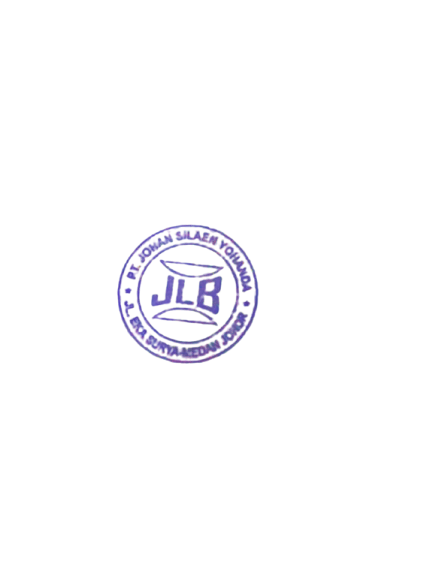 PT. JOHAN SILAEN YOHANDA
JLB
JL. EKA SURYA-MEDAN JOHOR